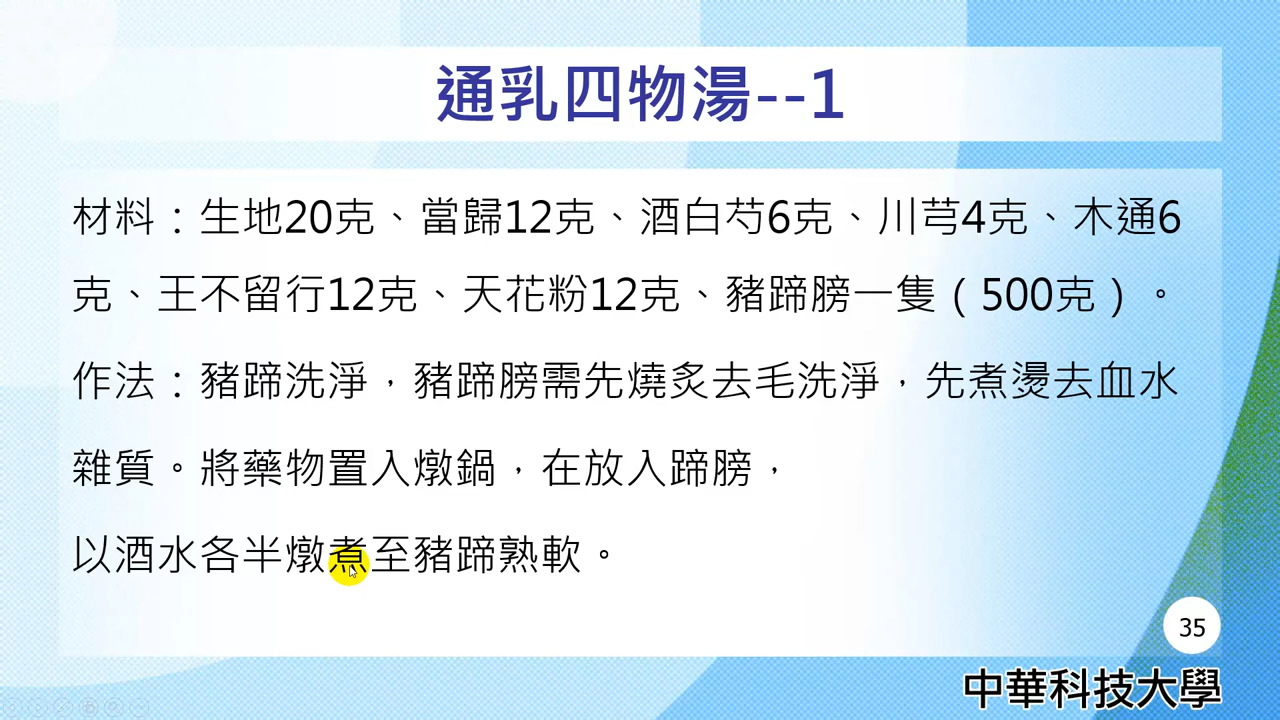 通乳四物湯--1
材料：生地20克、當歸12克、酒白芍6克、川芎4克、木通6
克、王不留行12克、天花粉12克、豬蹄膀一隻（500克）。
作法：豬蹄洗淨，豬蹄膀需先燒炙去毛洗淨，先煮燙去血水
雜質。將藥物置入燉鍋，在放入蹄膀，
以酒水各半燉煮至豬蹄熟軟。
35
中華科技大學